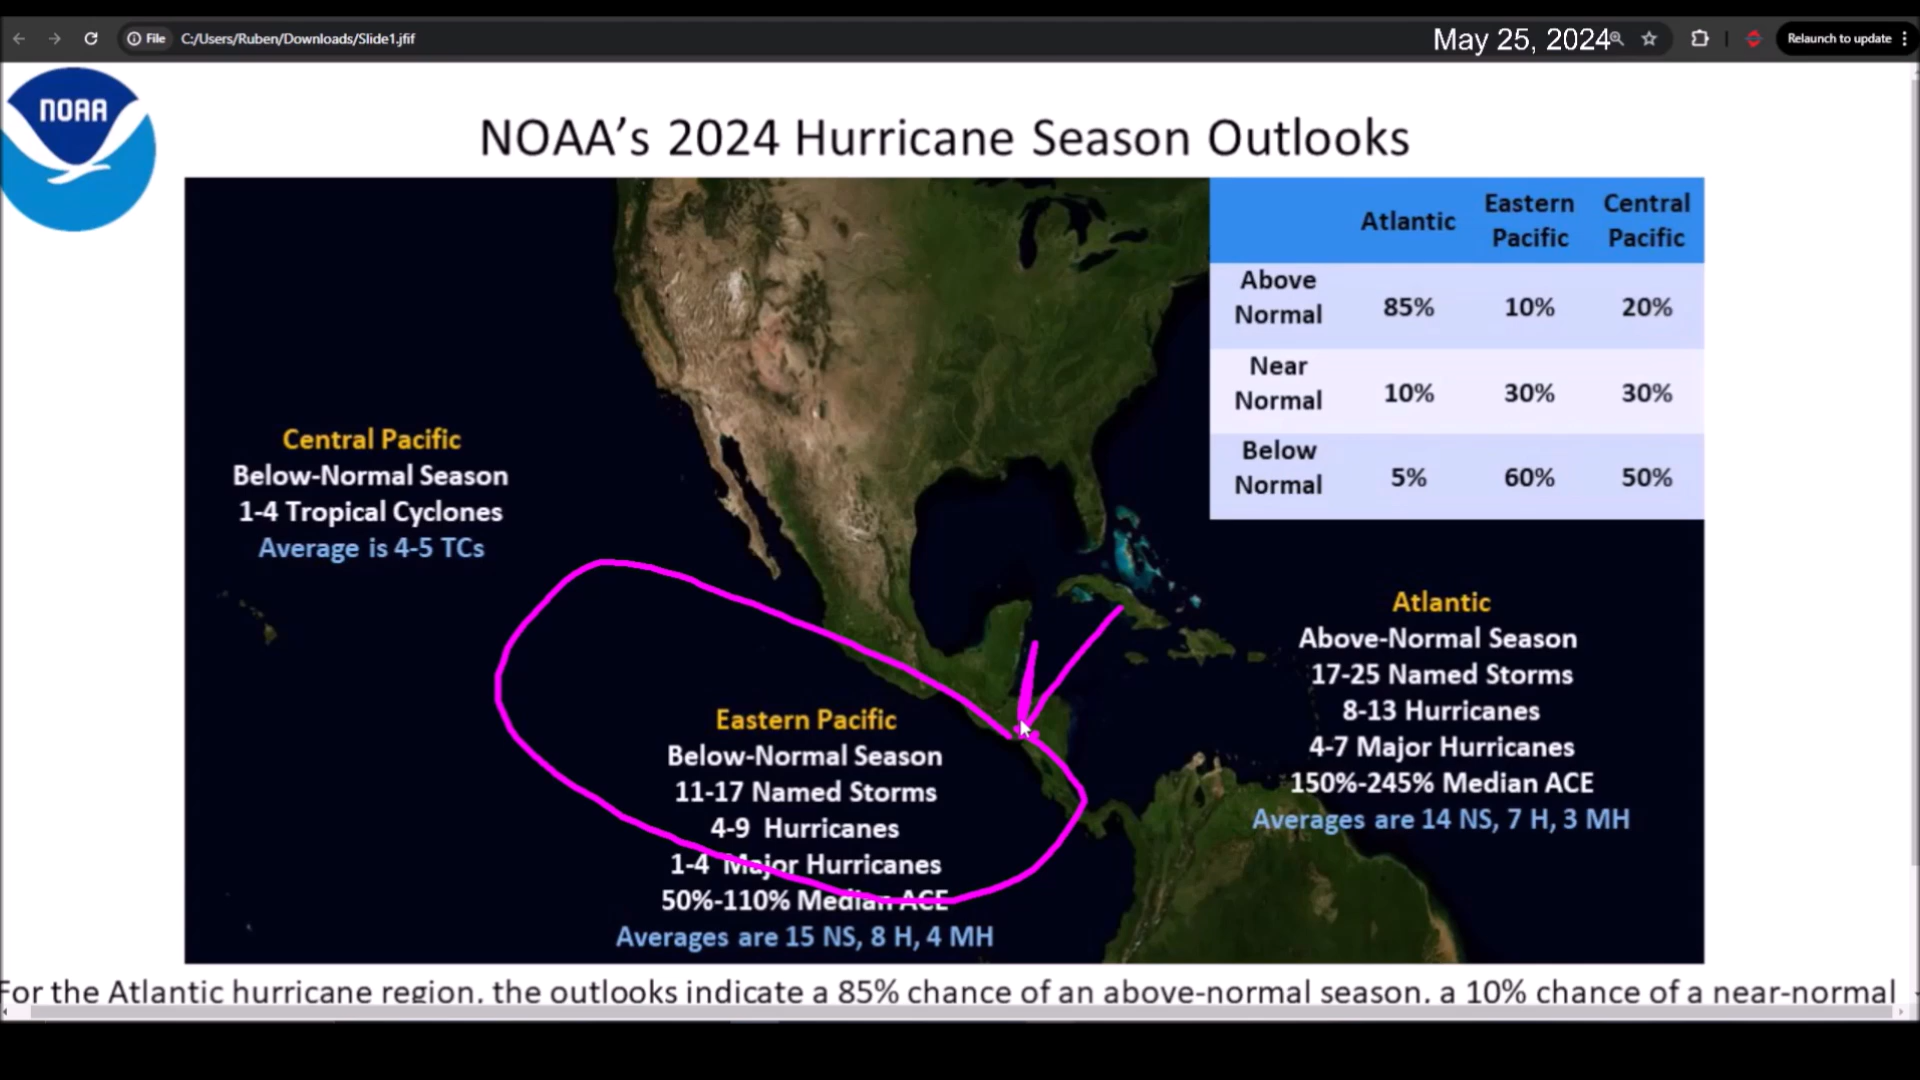 File C:/Users/Ruben/Downloads/Slide1.jfif
May 25, 2024
Relaunch to update
NOAA
NOAA's 2024 Hurricane Season Outlooks
Atlantic Eastern Pacific Central Pacific
Above Normal 85% 10% 20%
Near Normal 10% 30% 30%
Below Normal 5% 60% 50%
Central Pacific
Below-Normal Season
1-4 Tropical Cyclones
Average is 4-5 TCs
Eastern Pacific
Below-Normal Season
11-17 Named Storms
4-9 Hurricanes
1-4 Major Hurricanes
50%-110% Median ACE
Averages are 15 NS, 8 H, 4 MH
Atlantic
Above-Normal Season
17-25 Named Storms
8-13 Hurricanes
4-7 Major Hurricanes
150%-245% Median ACE
Averages are 14 NS, 7 H, 3 MH
For the Atlantic hurricane region, the outlooks indicate a 85% chance of an above-normal season, a 10% chance of a near-normal